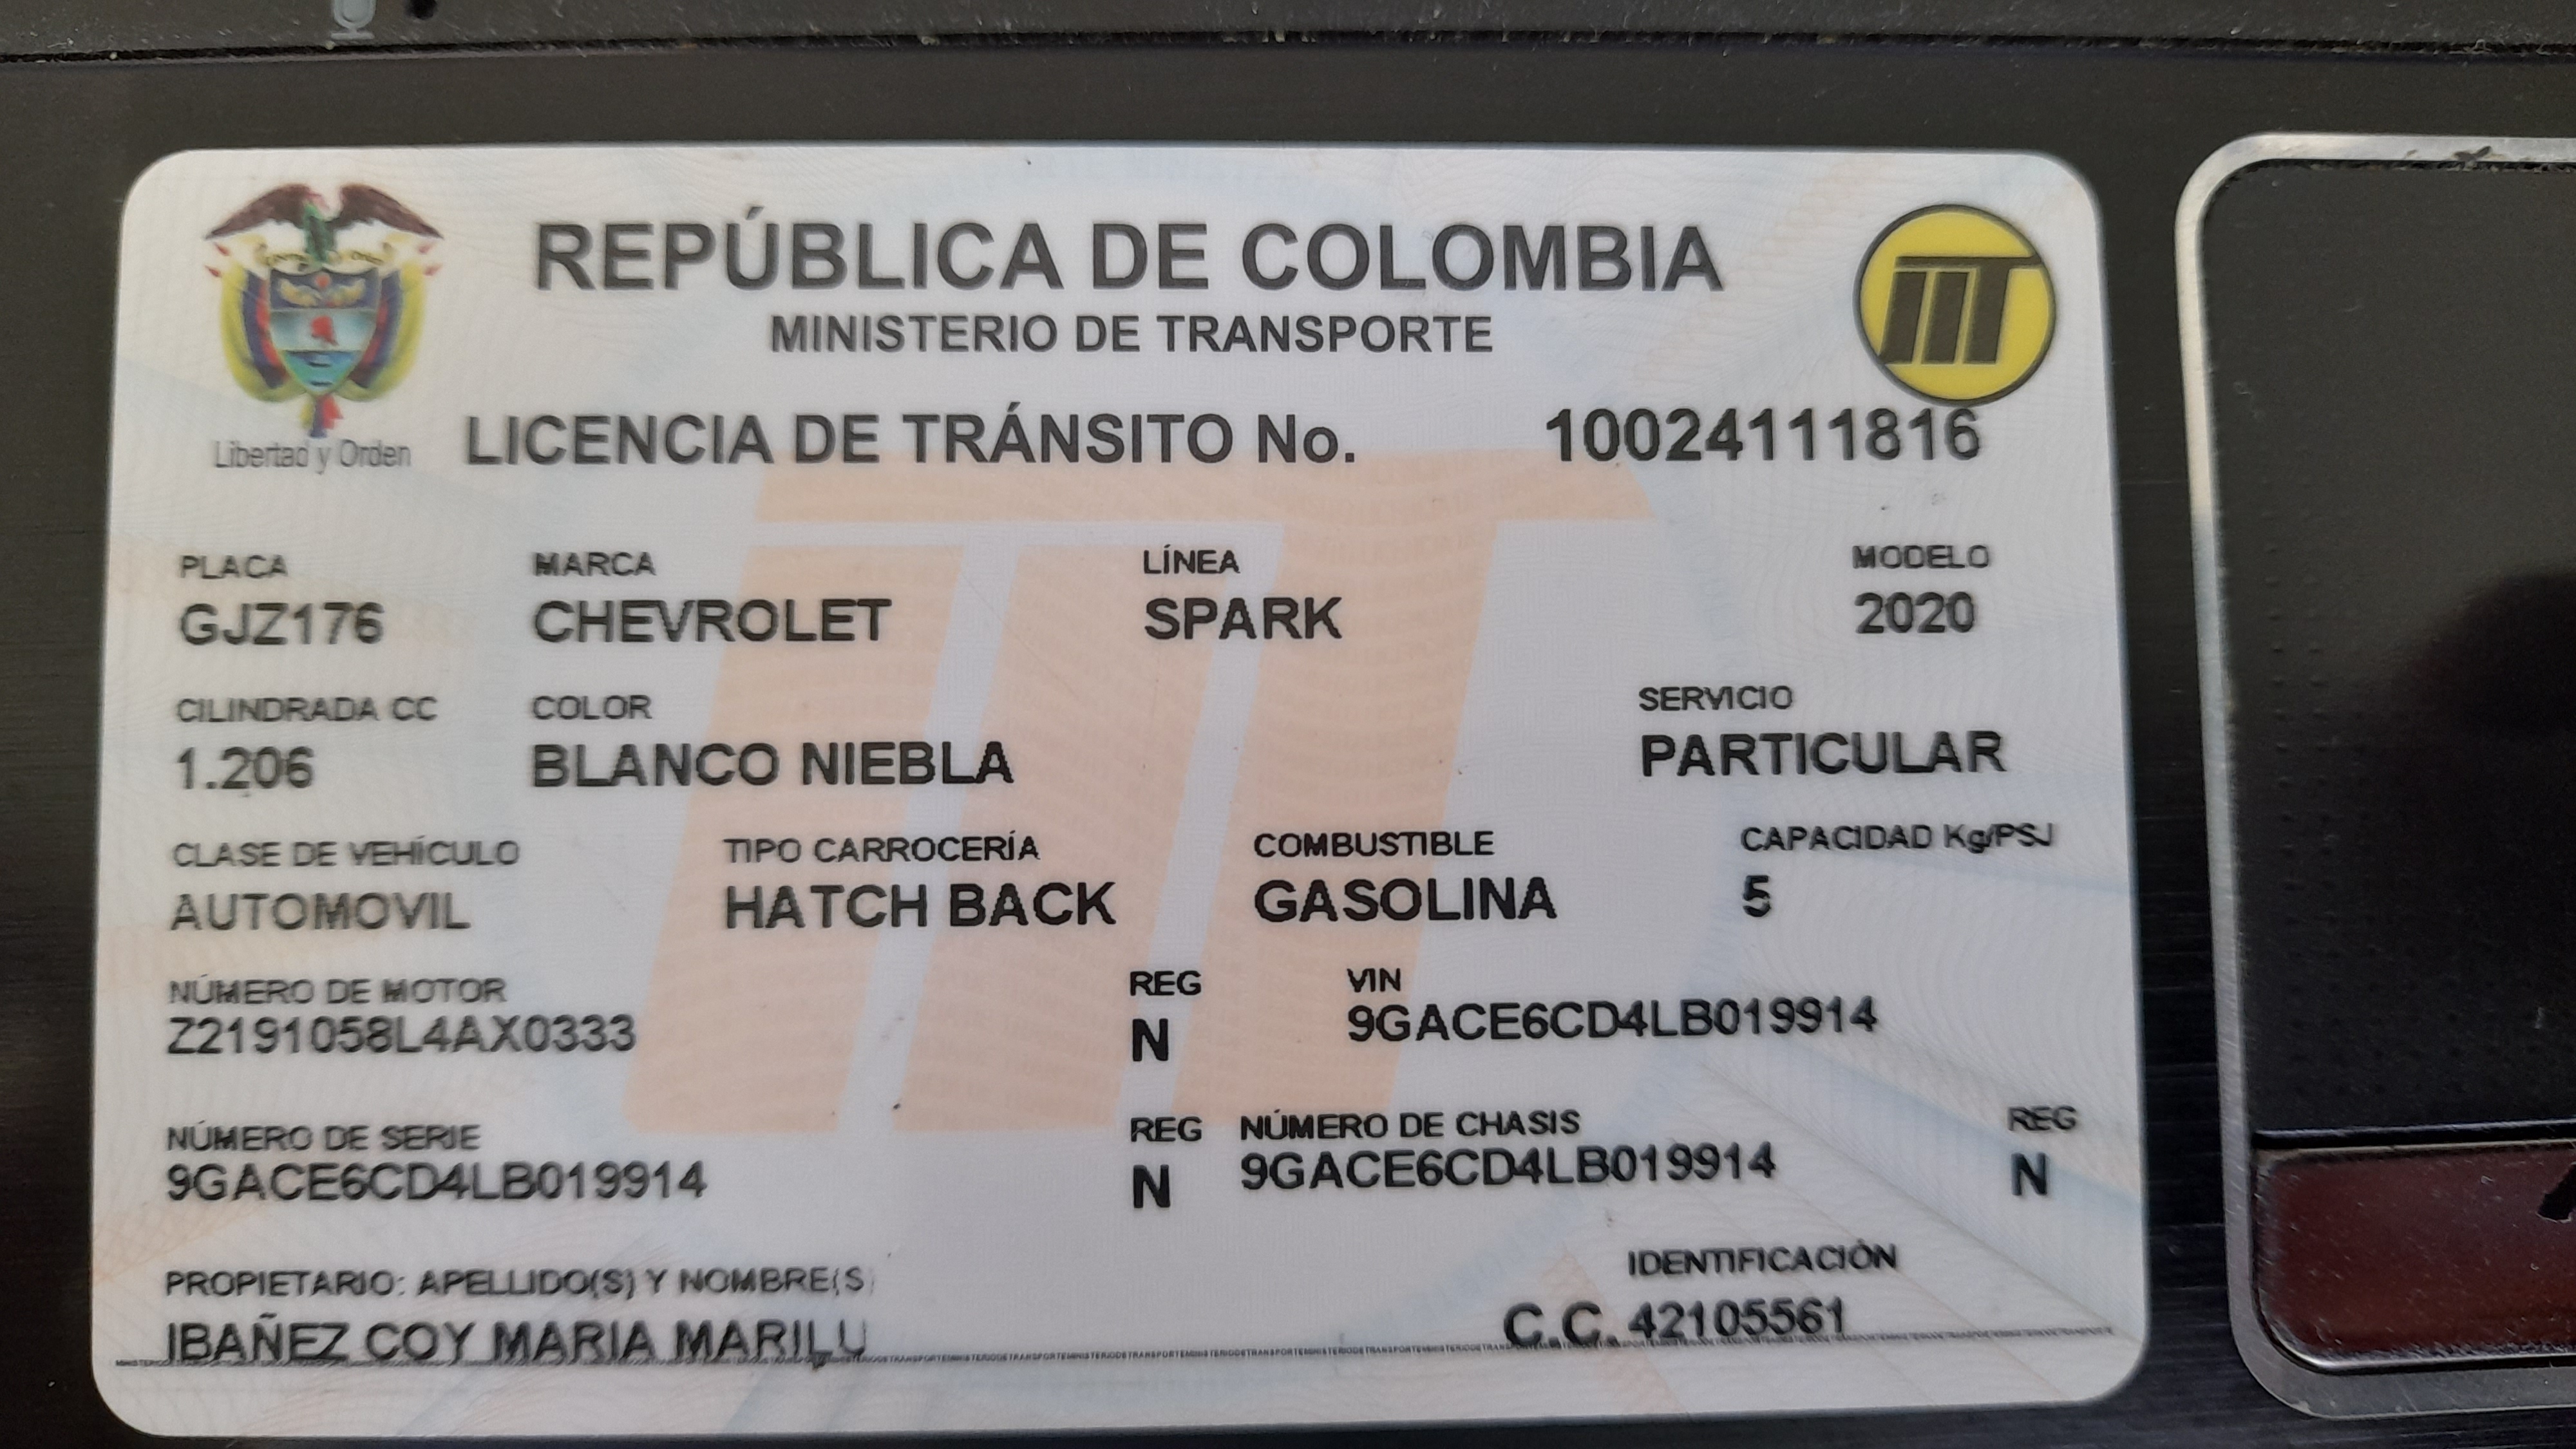 REPÚBLICA DE COLOMBIA
MINISTERIO DE TRANSPORTE
Libertad y Orden
LICENCIA DE TRÁNSITO No. 10024111816
PLACA MARCA LÍNEA MODELO
GJZ176 CHEVROLET SPARK 2020
CILINDRADA CC COLOR SERVICIO
1.206 BLANCO NIEBLA PARTICULAR
CLASE DE VEHÍCULO TIPO CARROCERÍA COMBUSTIBLE CAPACIDAD Kg/PSJ
AUTOMOVIL HATCH BACK GASOLINA 5
NÚMERO DE MOTOR REG VIN
Z2191058L4AX0333 N 9GACE6CD4LB019914
NÚMERO DE SERIE REG NÚMERO DE CHASIS REG
9GACE6CD4LB019914 N 9GACE6CD4LB019914 N
PROPIETARIO: APELLIDO(S) Y NOMBRE(S) IDENTIFICACIÓN
IBAÑEZ COY MARIA MARILU C.C. 42105561